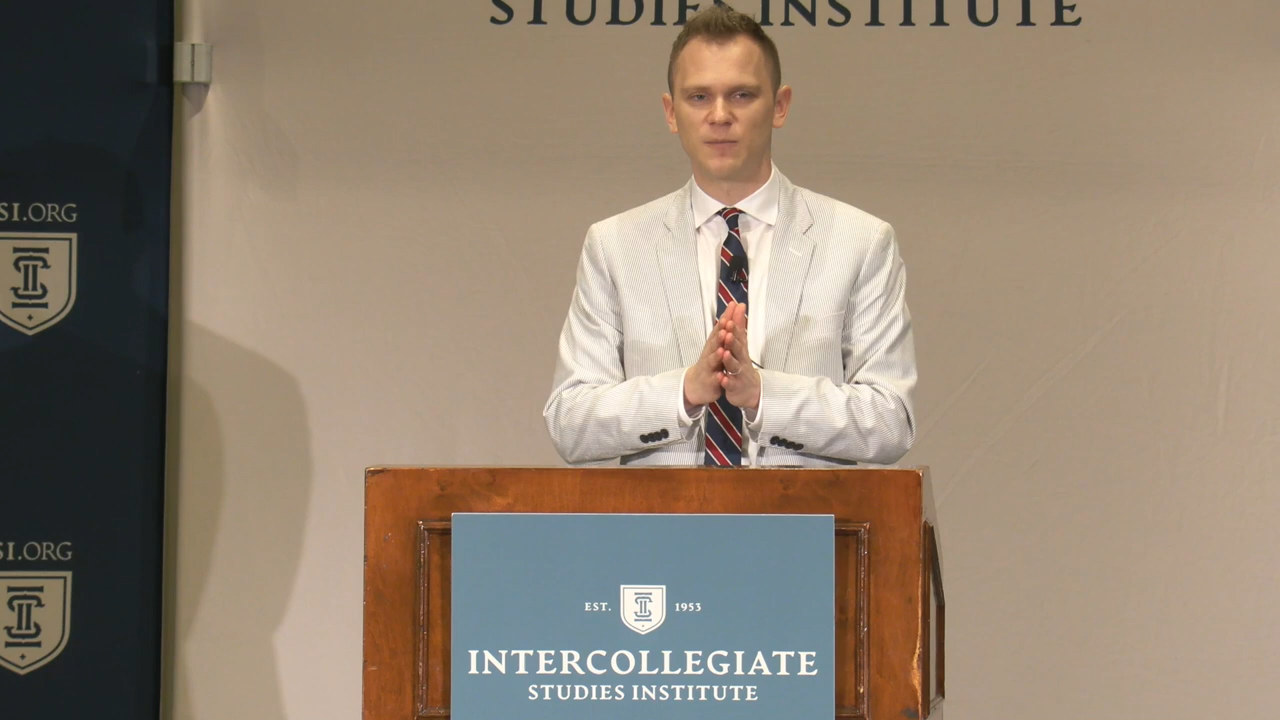 STUDIES INSTITUTE
SI.ORG
SI.ORG
EST. 1953
INTERCOLLEGIATE
STUDIES INSTITUTE